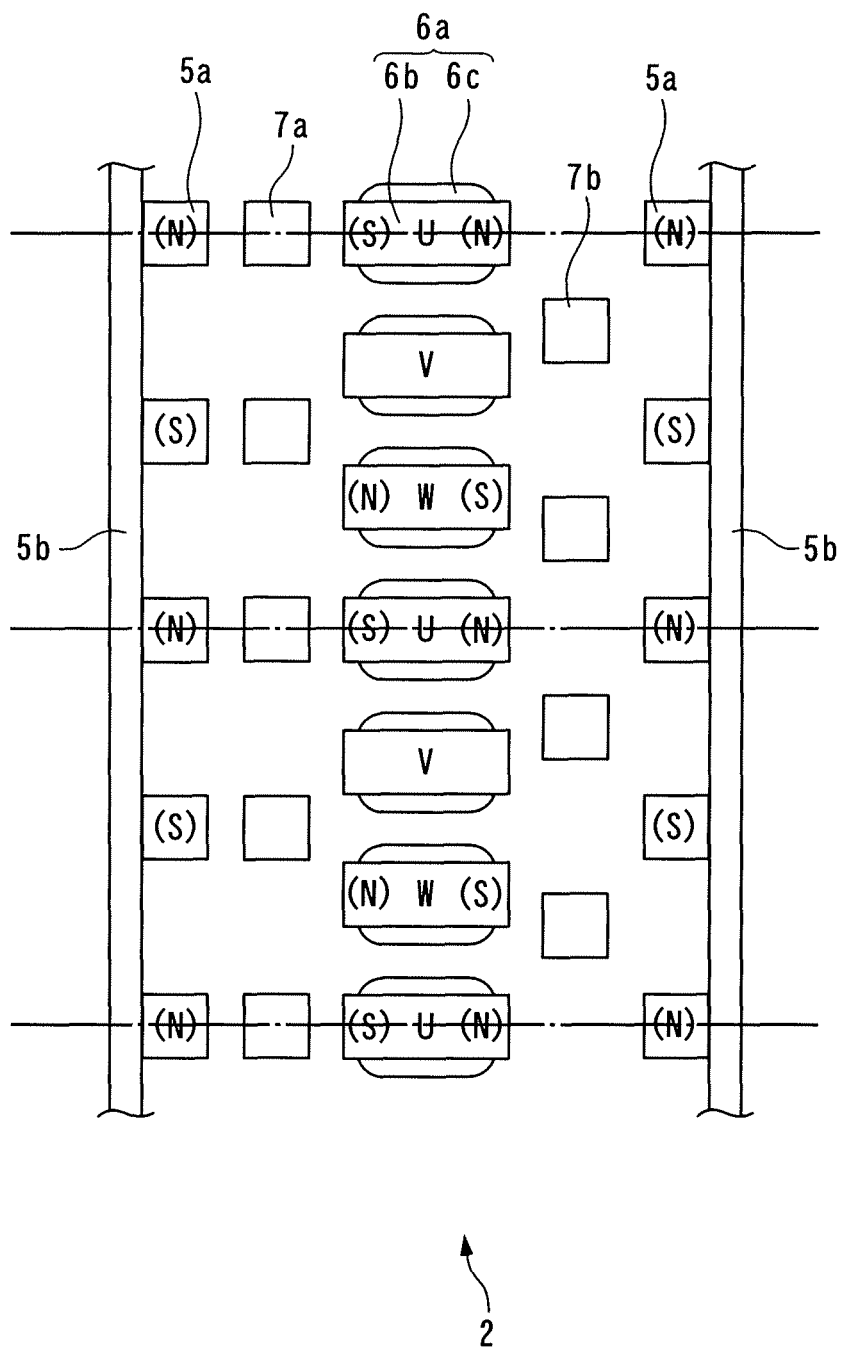 6a
5a 6b 6c 5a
7a
7b
(N) (S) U (N) (N)
V
(S) (S)
(N) W (S)
5b 5b
(N) (S) U (N) (N)
V
(S) (S)
(N) W (S)
(N) (S) U (N) (N)
2